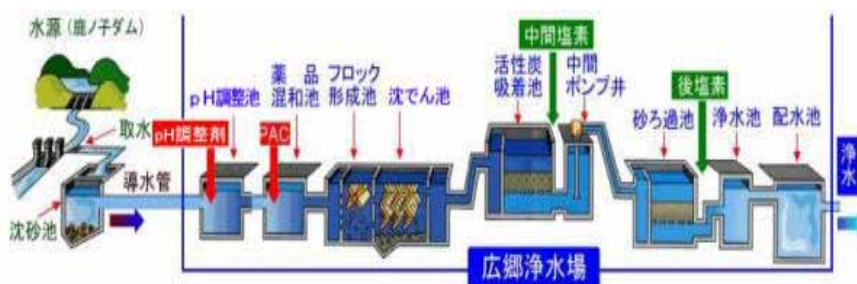 水源(鹿ノ子ダム)
取水
沈砂池
導水管
pH調整剤
pH調整池
PAC
薬品
混和池
フロック
形成池
沈でん池
活性炭
吸着池
中間塩素
中間
ポンプ井
P
砂ろ過池
後塩素
浄水池
配水池
浄水
広郷浄水場